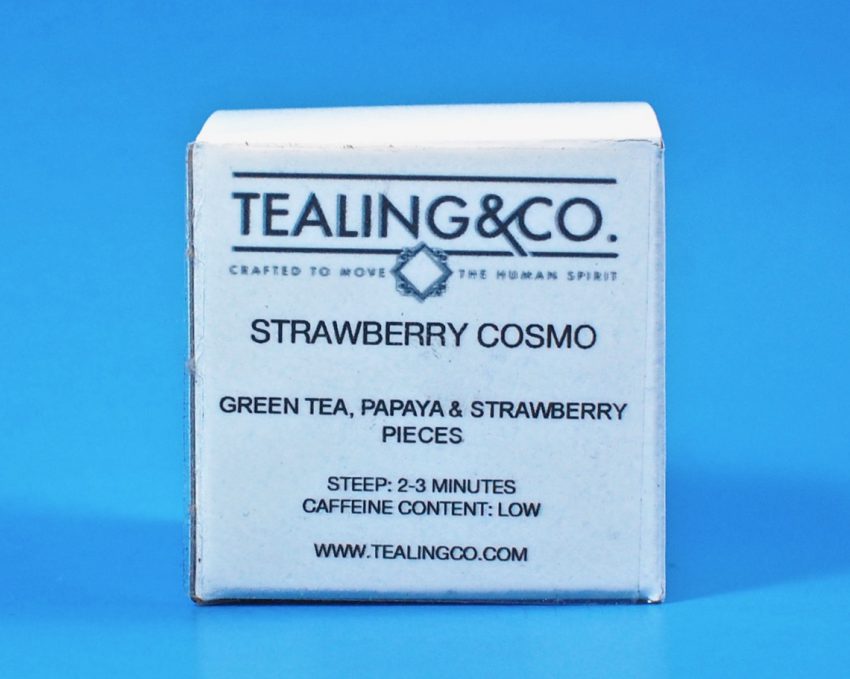 TEALING&CO.
CRAFTED TO MOVE THE HUMAN SPIRIT
STRAWBERRY COSMO
GREEN TEA, PAPAYA & STRAWBERRY
PIECES
STEEP: 2-3 MINUTES
CAFFEINE CONTENT: LOW
WWW.TEALINGCO.COM